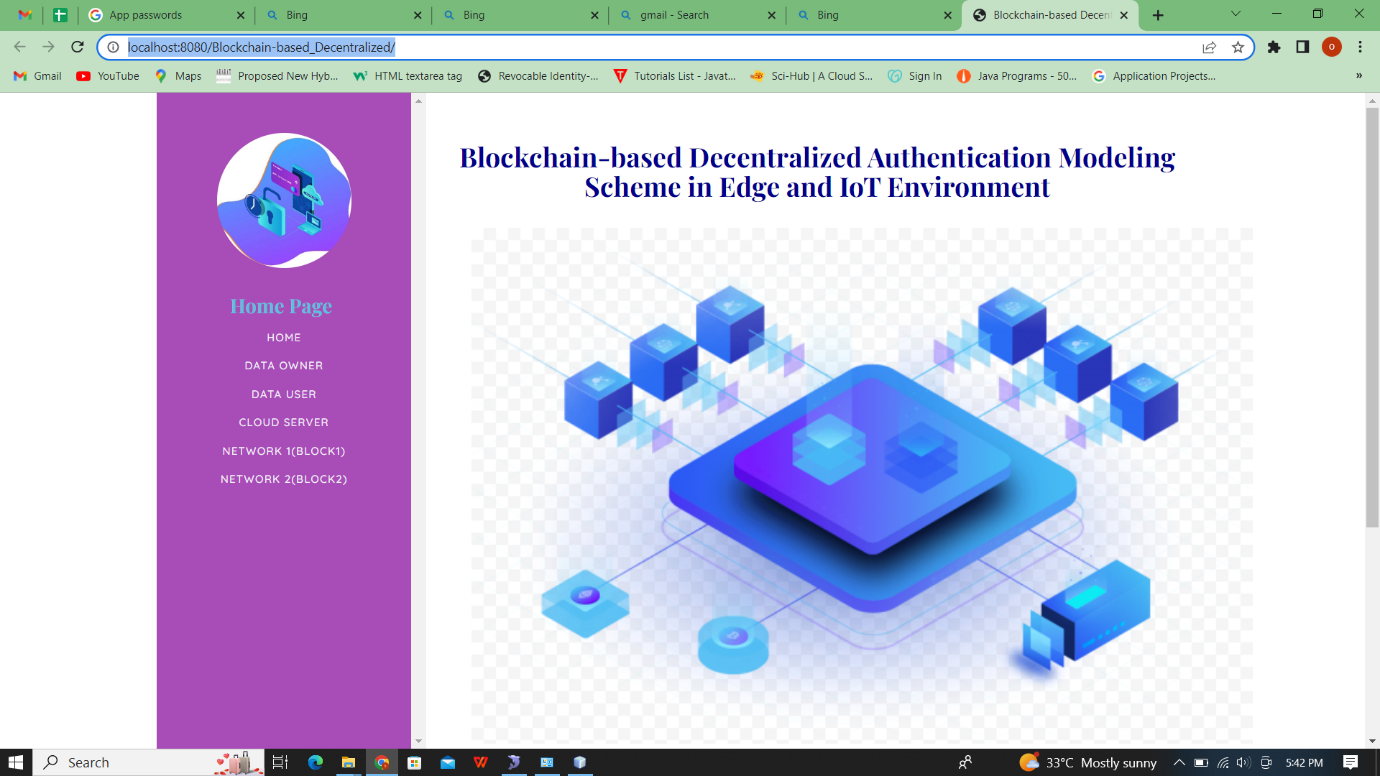 App passwords
Bing
Bing
gmail - Search
Bing
Blockchain-based Decent
localhost:8080/Blockchain-based_Decentralized/
O
Gmail
YouTube
Maps
Proposed New Hyb...
HTML textarea tag
Revocable Identity-...
Tutorials List - Javat...
Sci-Hub | A Cloud S...
Sign In
Java Programs - 50...
Application Projects...
»
Blockchain-based Decentralized Authentication Modeling
Scheme in Edge and IoT Environment
Home Page
HOME
DATA OWNER
DATA USER
CLOUD SERVER
NETWORK 1(BLOCK1)
NETWORK 2(BLOCK2)
Search
33°C Mostly sunny
5:42 PM